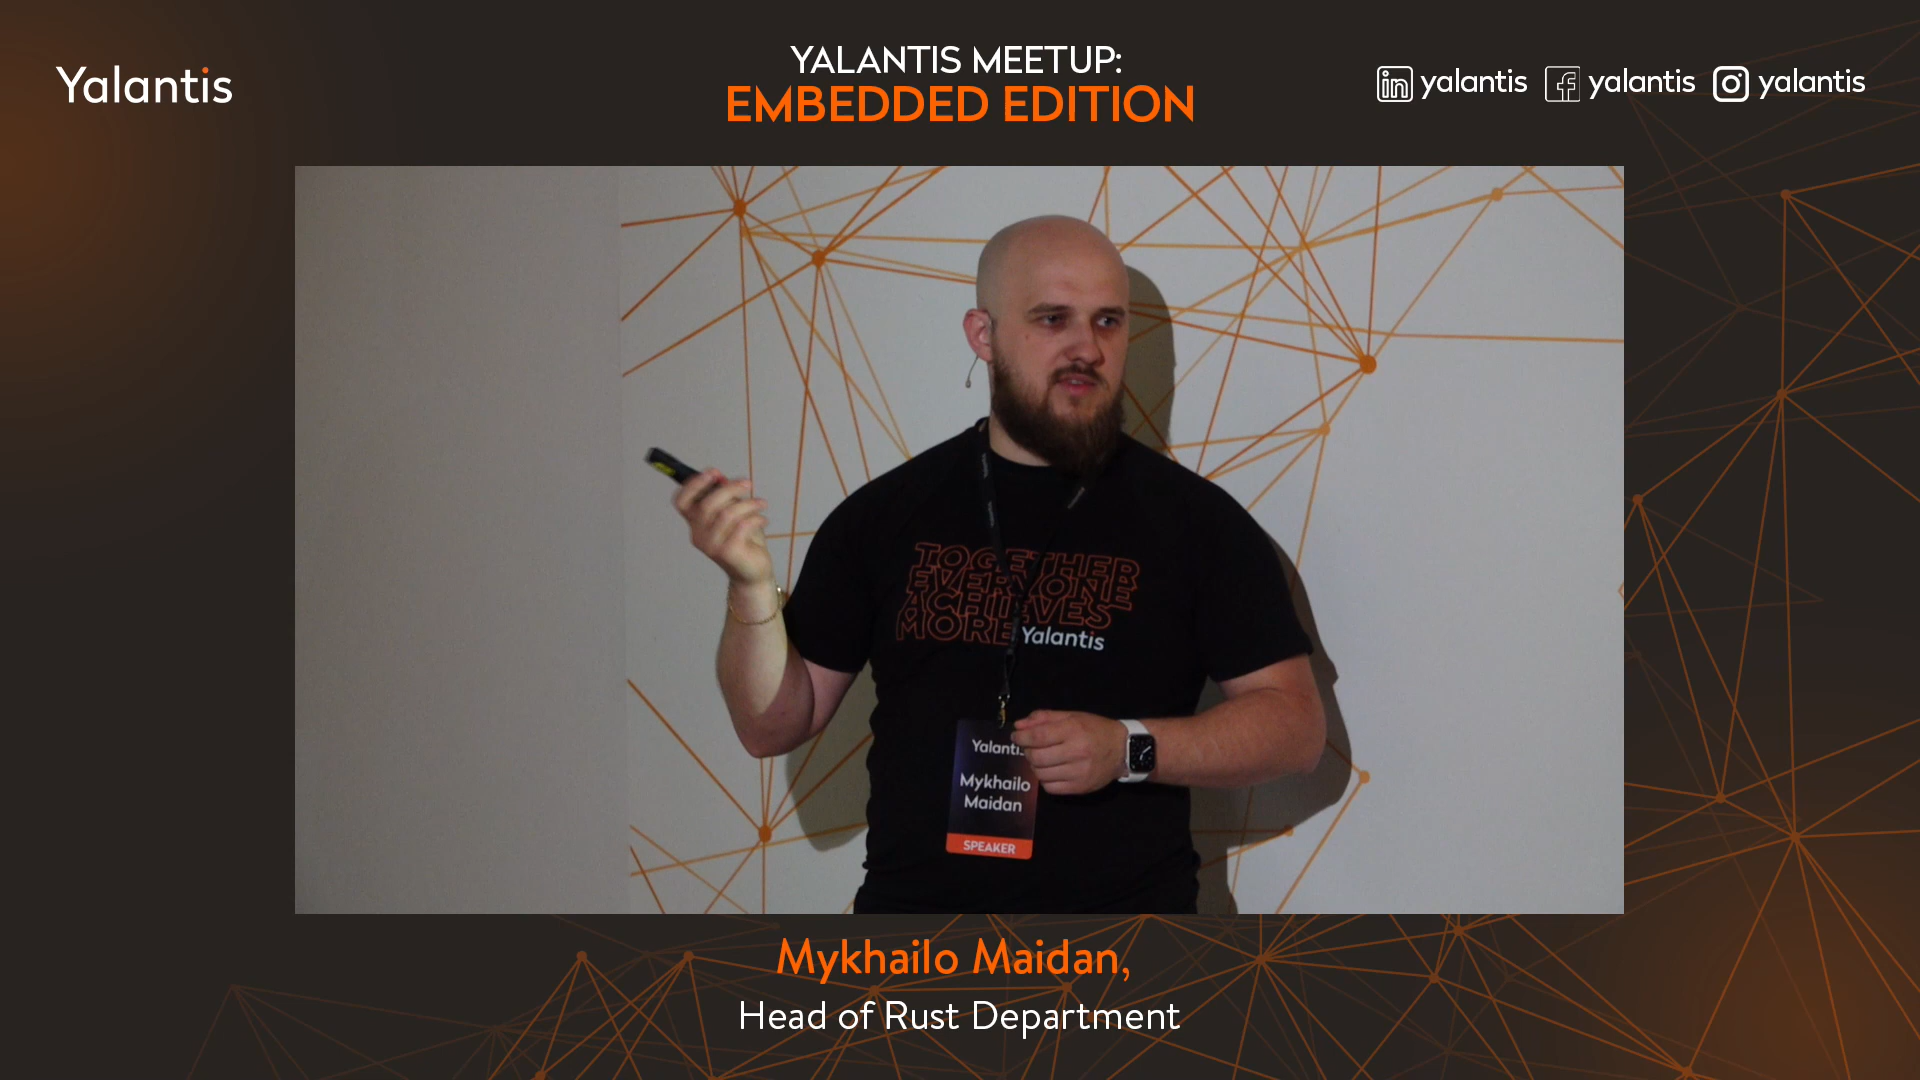 Yalantis
YALANTIS MEETUP:
EMBEDDED EDITION
yalantis
yalantis
yalantis
TOGETHER
EVERYONE
ACHIEVES
MORE Yalantis
Yalantis
Mykhailo
Maidan
SPEAKER
Mykhailo Maidan,
Head of Rust Department